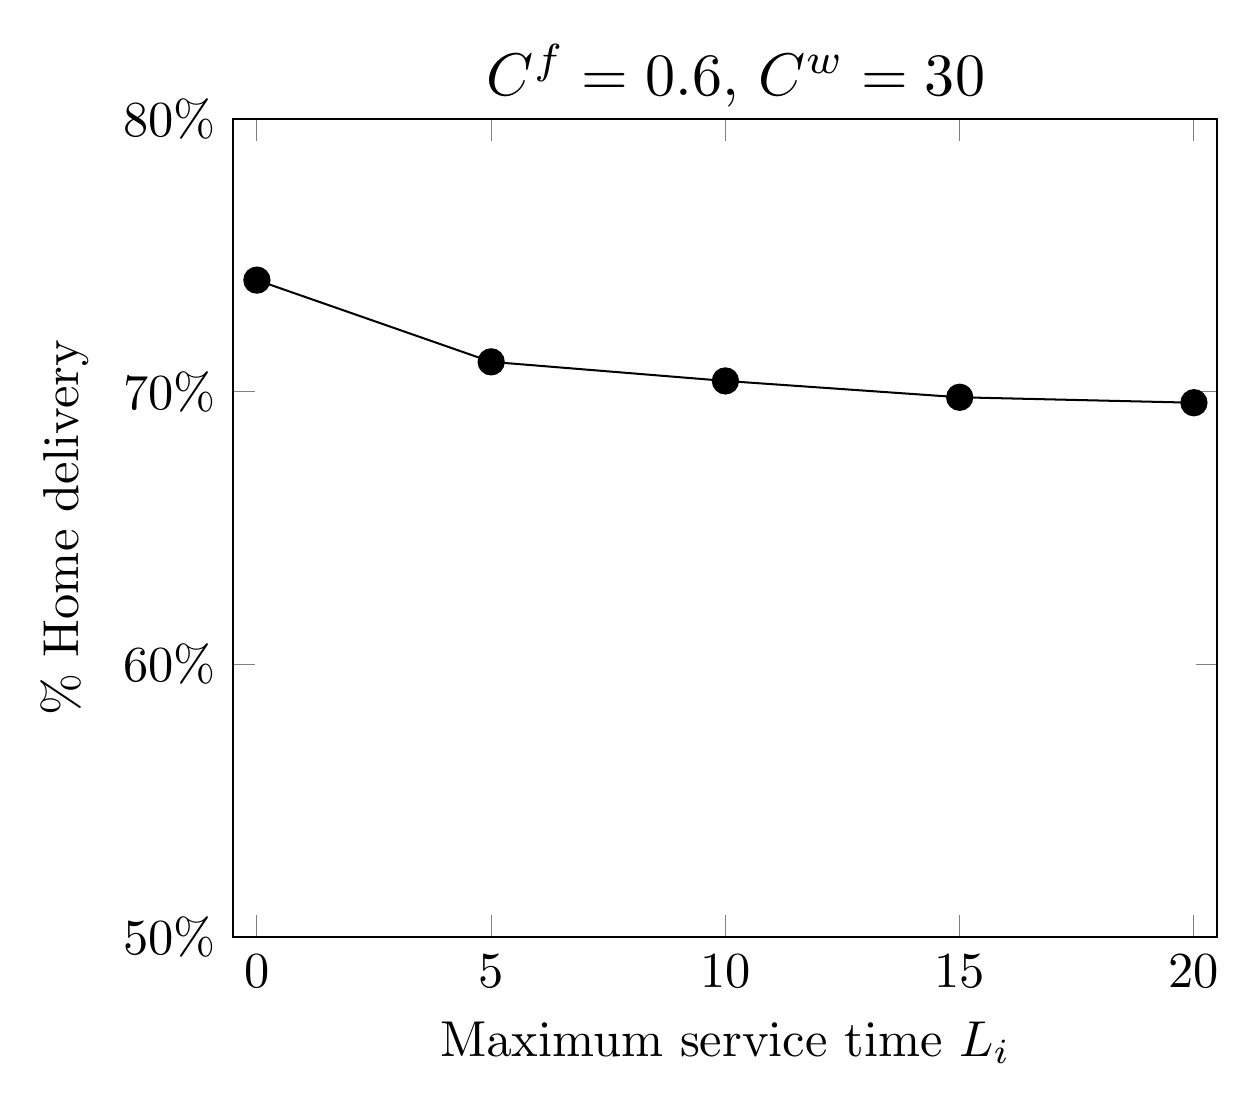 C^f = 0.6, C^w = 30
80%
70%
60%
50%
% Home delivery
0 5 10 15 20
Maximum service time L_i